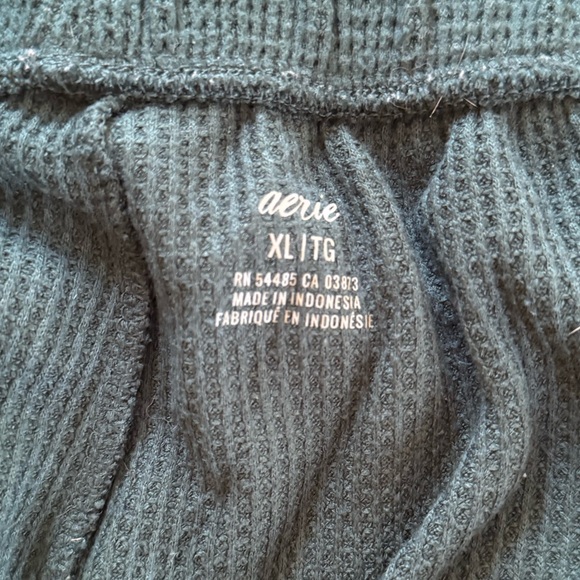 aerie
XL|TG
RN 54485 CA 03813
MADE IN INDONESIA
FABRIQUÉ EN INDONÉSIE